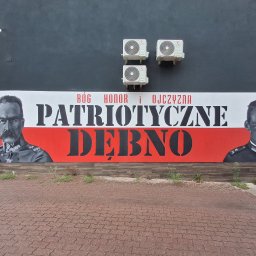 BÓG HONOR i OJCZYZNA
PATRIOTYCZNE
DĘBNO